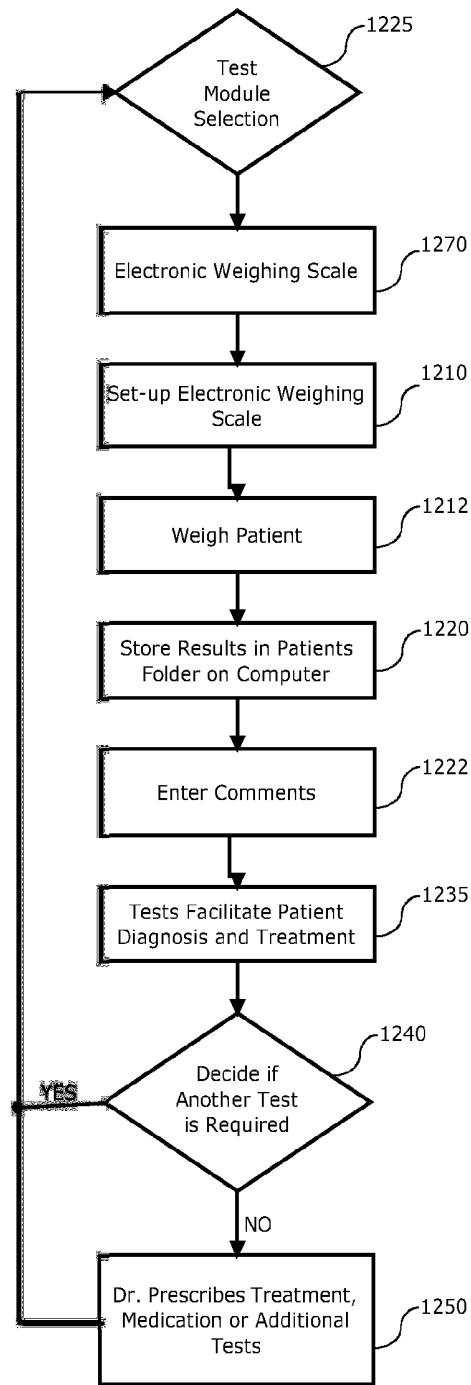 1225
Test
Module
Selection
1270
Electronic Weighing Scale
1210
Set-up Electronic Weighing
Scale
1212
Weigh Patient
1220
Store Results in Patients
Folder on Computer
1222
Enter Comments
1235
Tests Facilitate Patient
Diagnosis and Treatment
1240
Decide if
Another Test
is Required
YES
NO
Dr. Prescribes Treatment,
Medication or Additional
Tests
1250